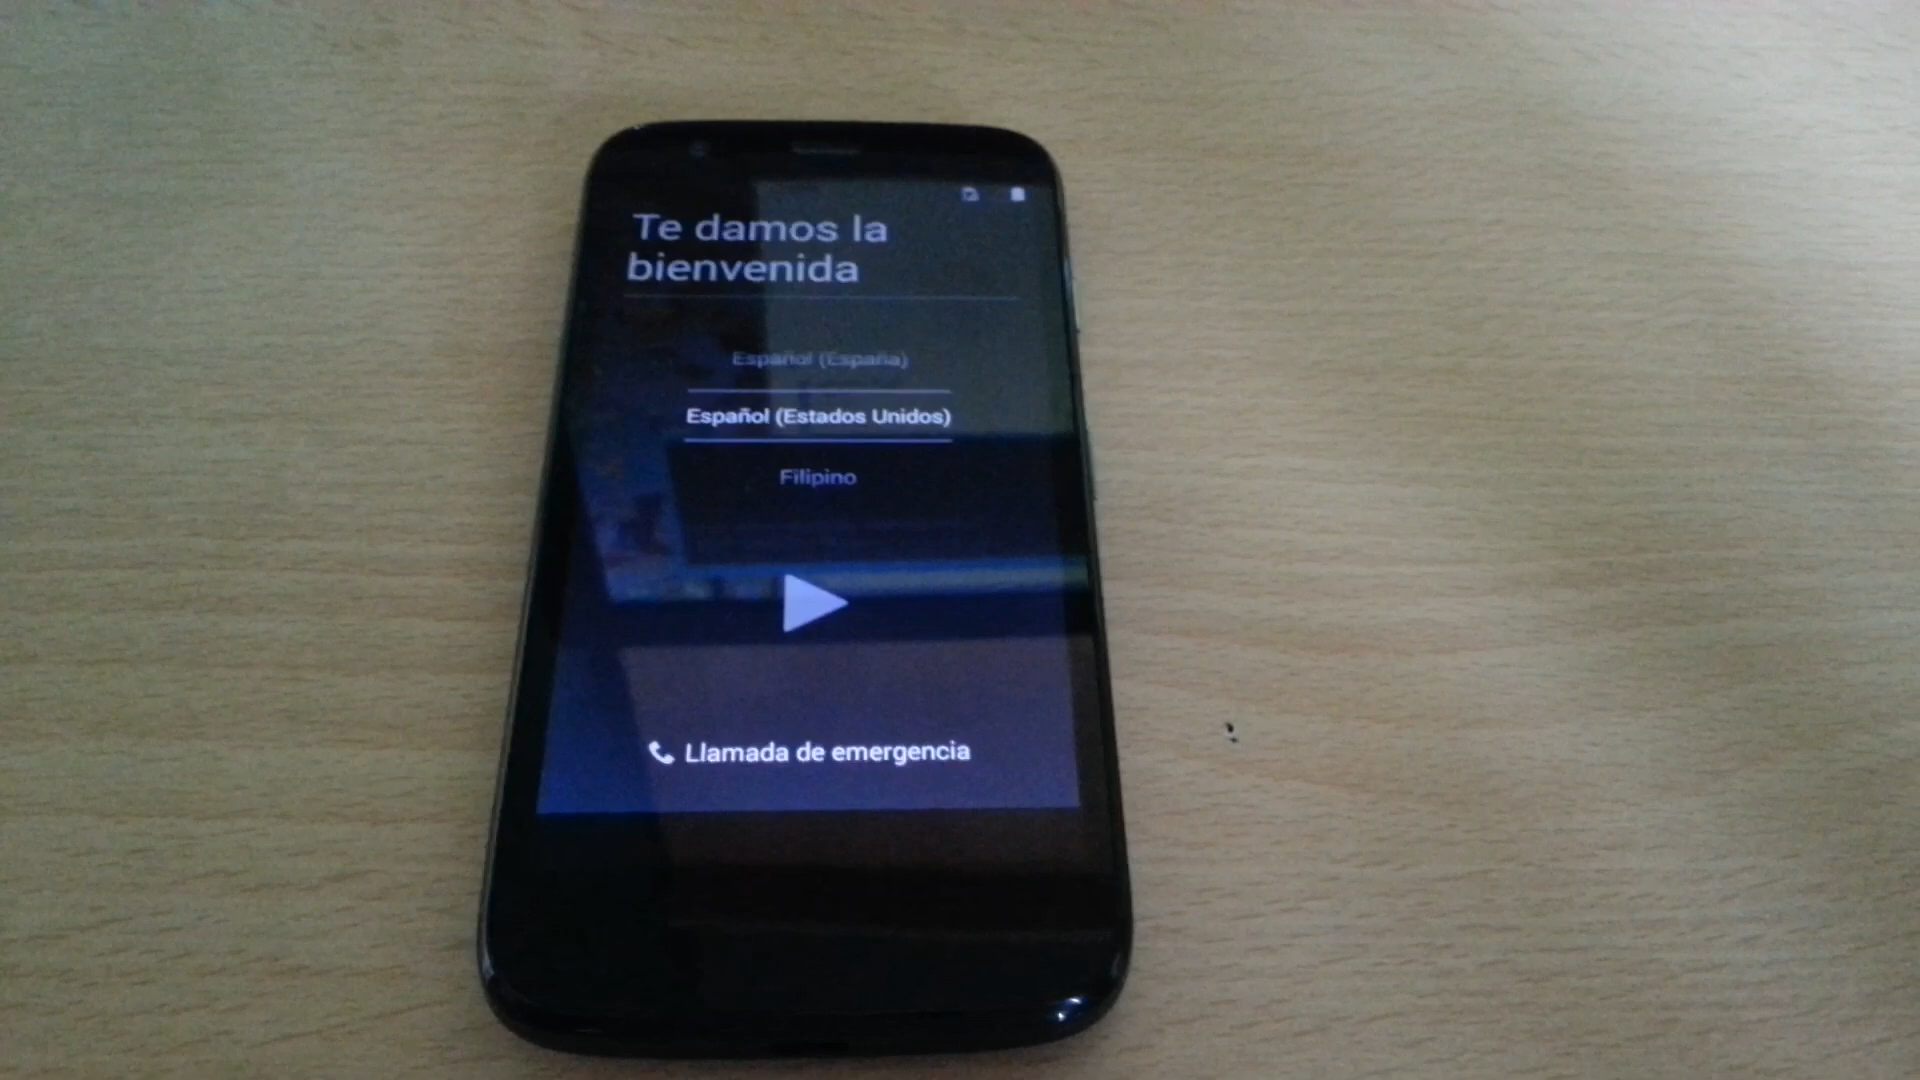 Te damos la
bienvenida
Español (España)
Español (Estados Unidos)
Filipino
Llamada de emergencia